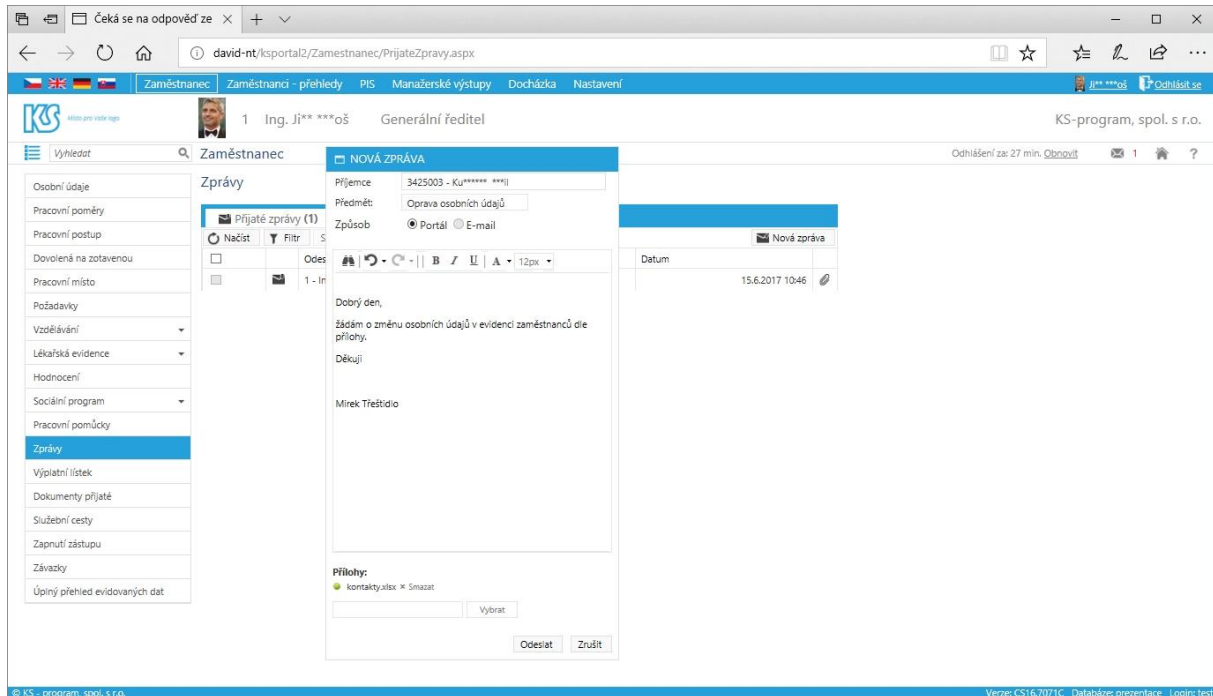 Čeká se na odpověď ze
david-nt/ksportal2/Zamestnanec/PrijateZpravy.aspx
Zaměstnanec Zaměstnanci - přehledy PIS Manažerské výstupy Docházka Nastavení Ji** ***oš Odhlásit se
KS Místo pro Vaše logo 1 Ing. Ji** ***oš Generální ředitel KS-program, spol. s r.o.
Vyhledat Zaměstnanec Odhlášení za: 27 min. Obnovit 1 ?
Osobní údaje
Pracovní poměry
Pracovní postup
Dovolená na zotavenou
Pracovní místo
Požadavky
Vzdělávání
Lékařská evidence
Hodnocení
Sociální program
Pracovní pomůcky
Zprávy
Výplatní lístek
Dokumenty přijaté
Služební cesty
Zapnutí zástupu
Závazky
Úplný přehled evidovaných dat
Zprávy
Přijaté zprávy (1)
Načíst Filtr S Nová zpráva
Odes Datum
1 - In 15.6.2017 10:46
NOVÁ ZPRÁVA
Příjemce 3425003 - Ku****** ***ii
Předmět: Oprava osobních údajů
Způsob Portál E-mail
B I U A 12px
Dobrý den,
žádám o změnu osobních údajů v evidenci zaměstnanců dle
přílohy.
Děkuji
Mirek Třeštidlo
Přílohy:
kontakty.xlsx × Smazat
Vybrat
Odeslat Zrušit
© KS - program, spol. s r.o. Verze: CS16.7071C Databáze: prezentace Login: test